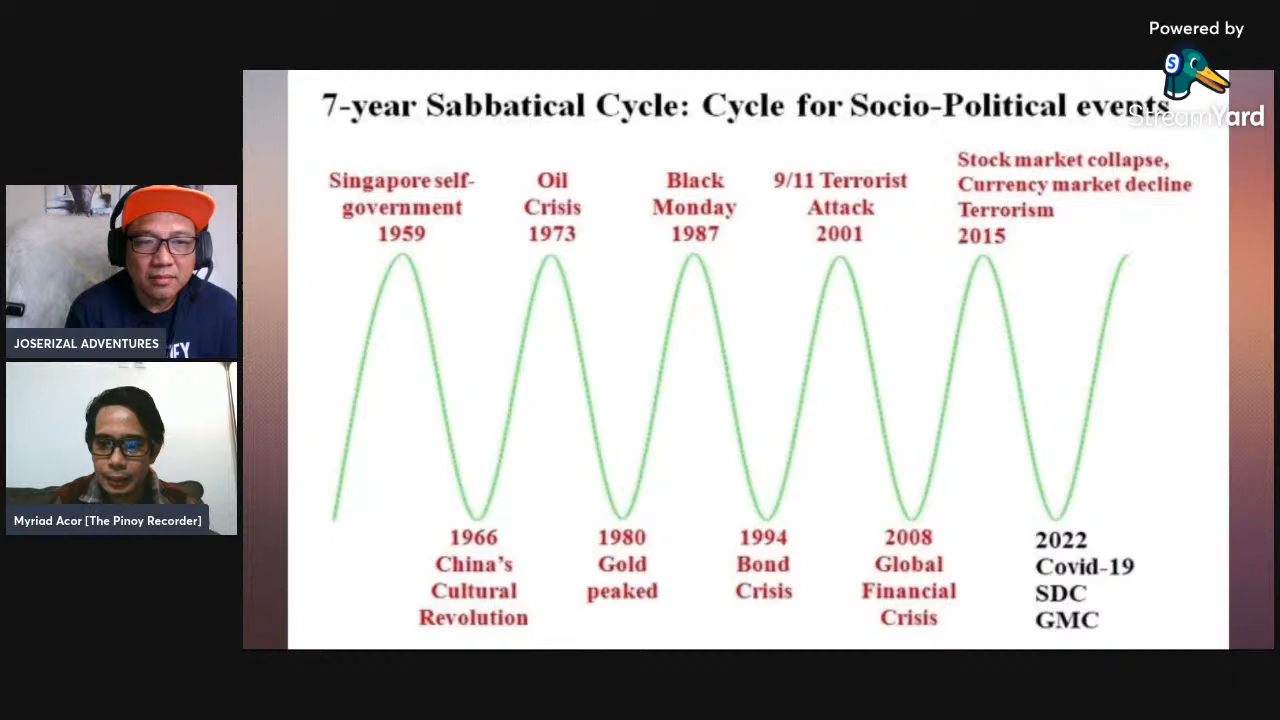 Powered by
S
StreamYard
7-year Sabbatical Cycle: Cycle for Socio-Political events
Singapore self-
government
1959
Oil
Crisis
1973
Black
Monday
1987
9/11 Terrorist
Attack
2001
Stock market collapse,
Currency market decline
Terrorism
2015
1966
China's
Cultural
Revolution
1980
Gold
peaked
1994
Bond
Crisis
2008
Global
Financial
Crisis
2022
Covid-19
SDC
GMC
JOSERIZAL ADVENTURES
Myriad Acor [The Pinoy Recorder]